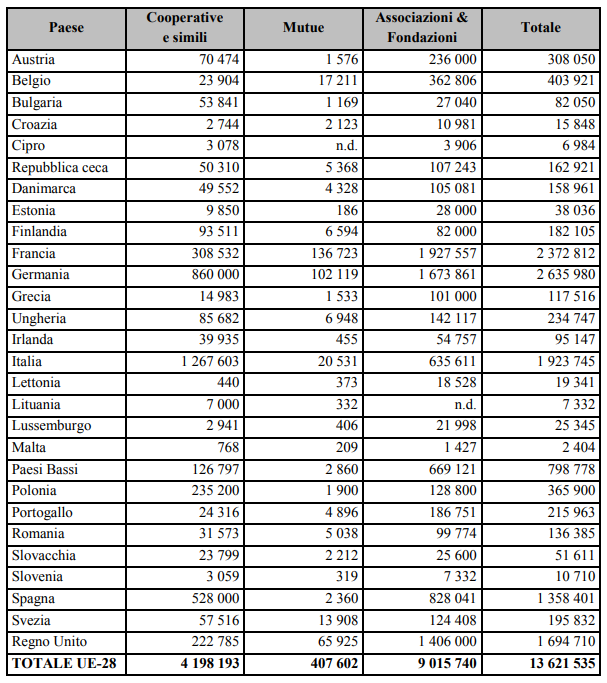 Paese Cooperative e simili Mutue Associazioni & Fondazioni Totale
Austria 70 474 1 576 236 000 308 050
Belgio 23 904 17 211 362 806 403 921
Bulgaria 53 841 1 169 27 040 82 050
Croazia 2 744 2 123 10 981 15 848
Cipro 3 078 n.d. 3 906 6 984
Repubblica ceca 50 310 5 368 107 243 162 921
Danimarca 49 552 4 328 105 081 158 961
Estonia 9 850 186 28 000 38 036
Finlandia 93 511 6 594 82 000 182 105
Francia 308 532 136 723 1 927 557 2 372 812
Germania 860 000 102 119 1 673 861 2 635 980
Grecia 14 983 1 533 101 000 117 516
Ungheria 85 682 6 948 142 117 234 747
Irlanda 39 935 455 54 757 95 147
Italia 1 267 603 20 531 635 611 1 923 745
Lettonia 440 373 18 528 19 341
Lituania 7 000 332 n.d. 7 332
Lussemburgo 2 941 406 21 998 25 345
Malta 768 209 1 427 2 404
Paesi Bassi 126 797 2 860 669 121 798 778
Polonia 235 200 1 900 128 800 365 900
Portogallo 24 316 4 896 186 751 215 963
Romania 31 573 5 038 99 774 136 385
Slovacchia 23 799 2 212 25 600 51 611
Slovenia 3 059 319 7 332 10 710
Spagna 528 000 2 360 828 041 1 358 401
Svezia 57 516 13 908 124 408 195 832
Regno Unito 222 785 65 925 1 406 000 1 694 710
TOTALE UE-28 4 198 193 407 602 9 015 740 13 621 535